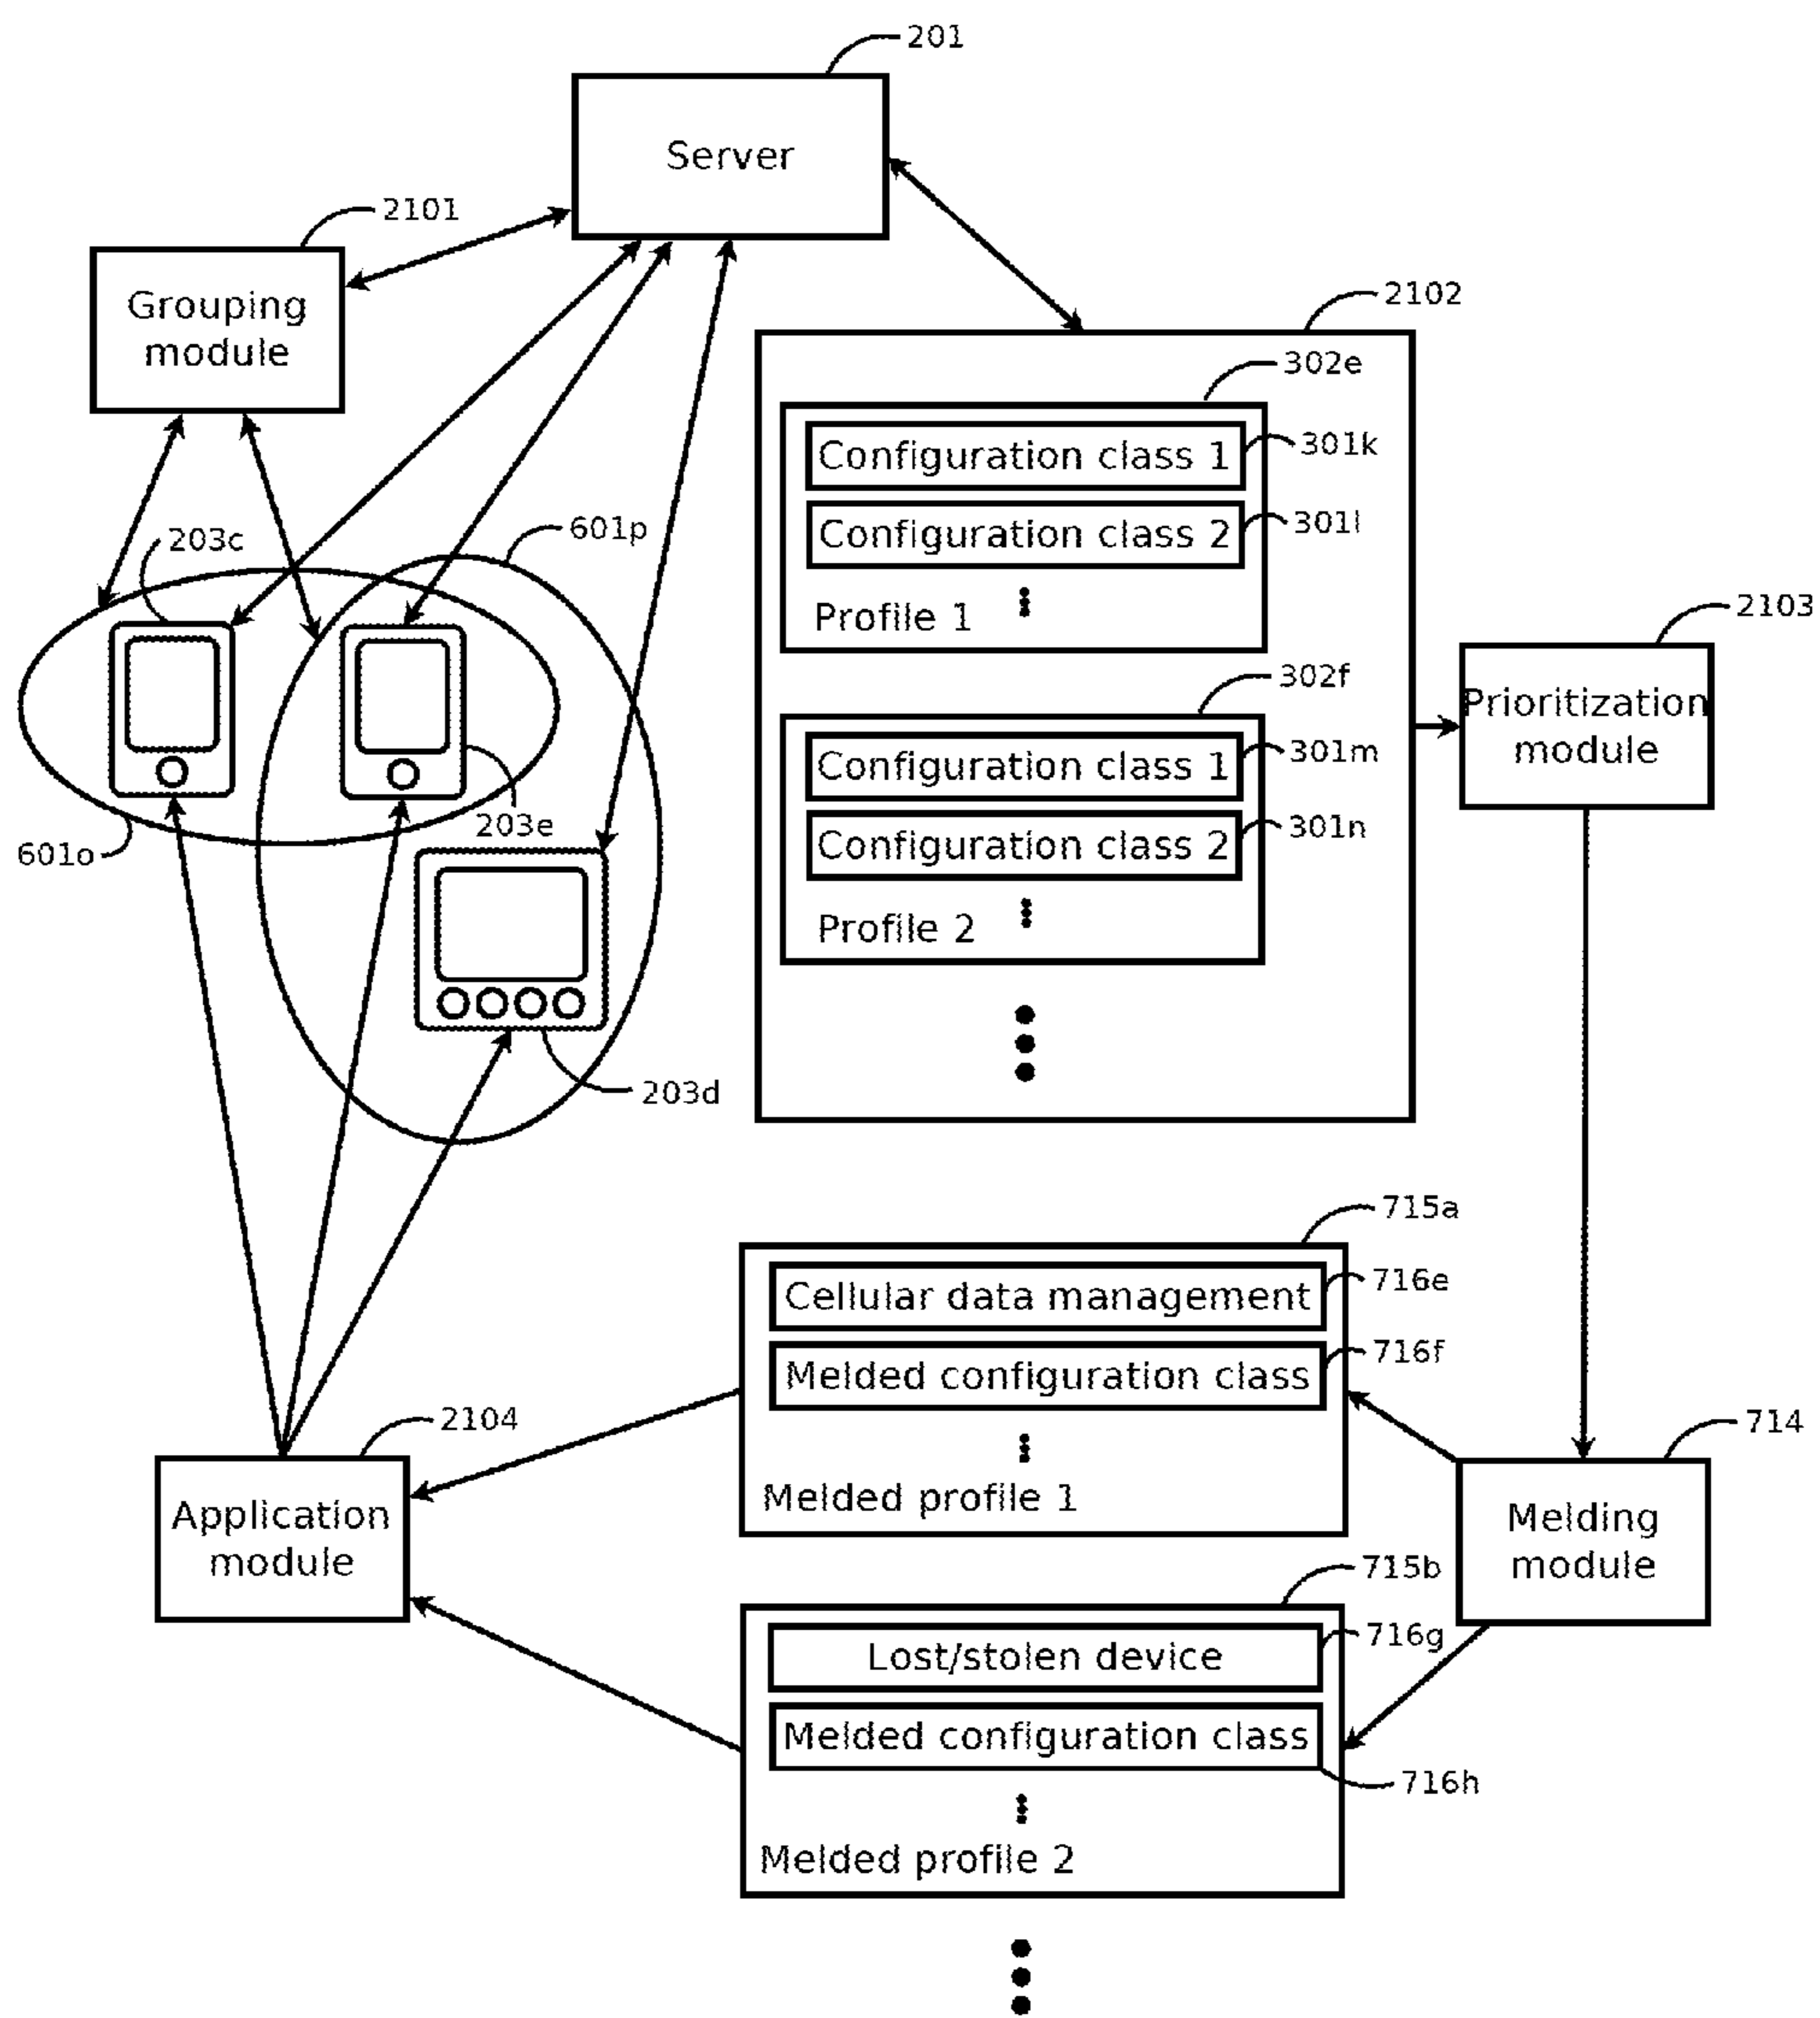 201
Server
2101
Grouping
module
2102
302e
Configuration class 1
301k
Configuration class 2
301l
Profile 1
203c
601p
2103
Prioritization
module
302f
Configuration class 1
301m
Configuration class 2
301n
Profile 2
203e
601o
203d
715a
Cellular data management
716e
Melded configuration class
716f
Melded profile 1
2104
Application
module
714
Melding
module
715b
Lost/stolen device
716g
Melded configuration class
716h
Melded profile 2